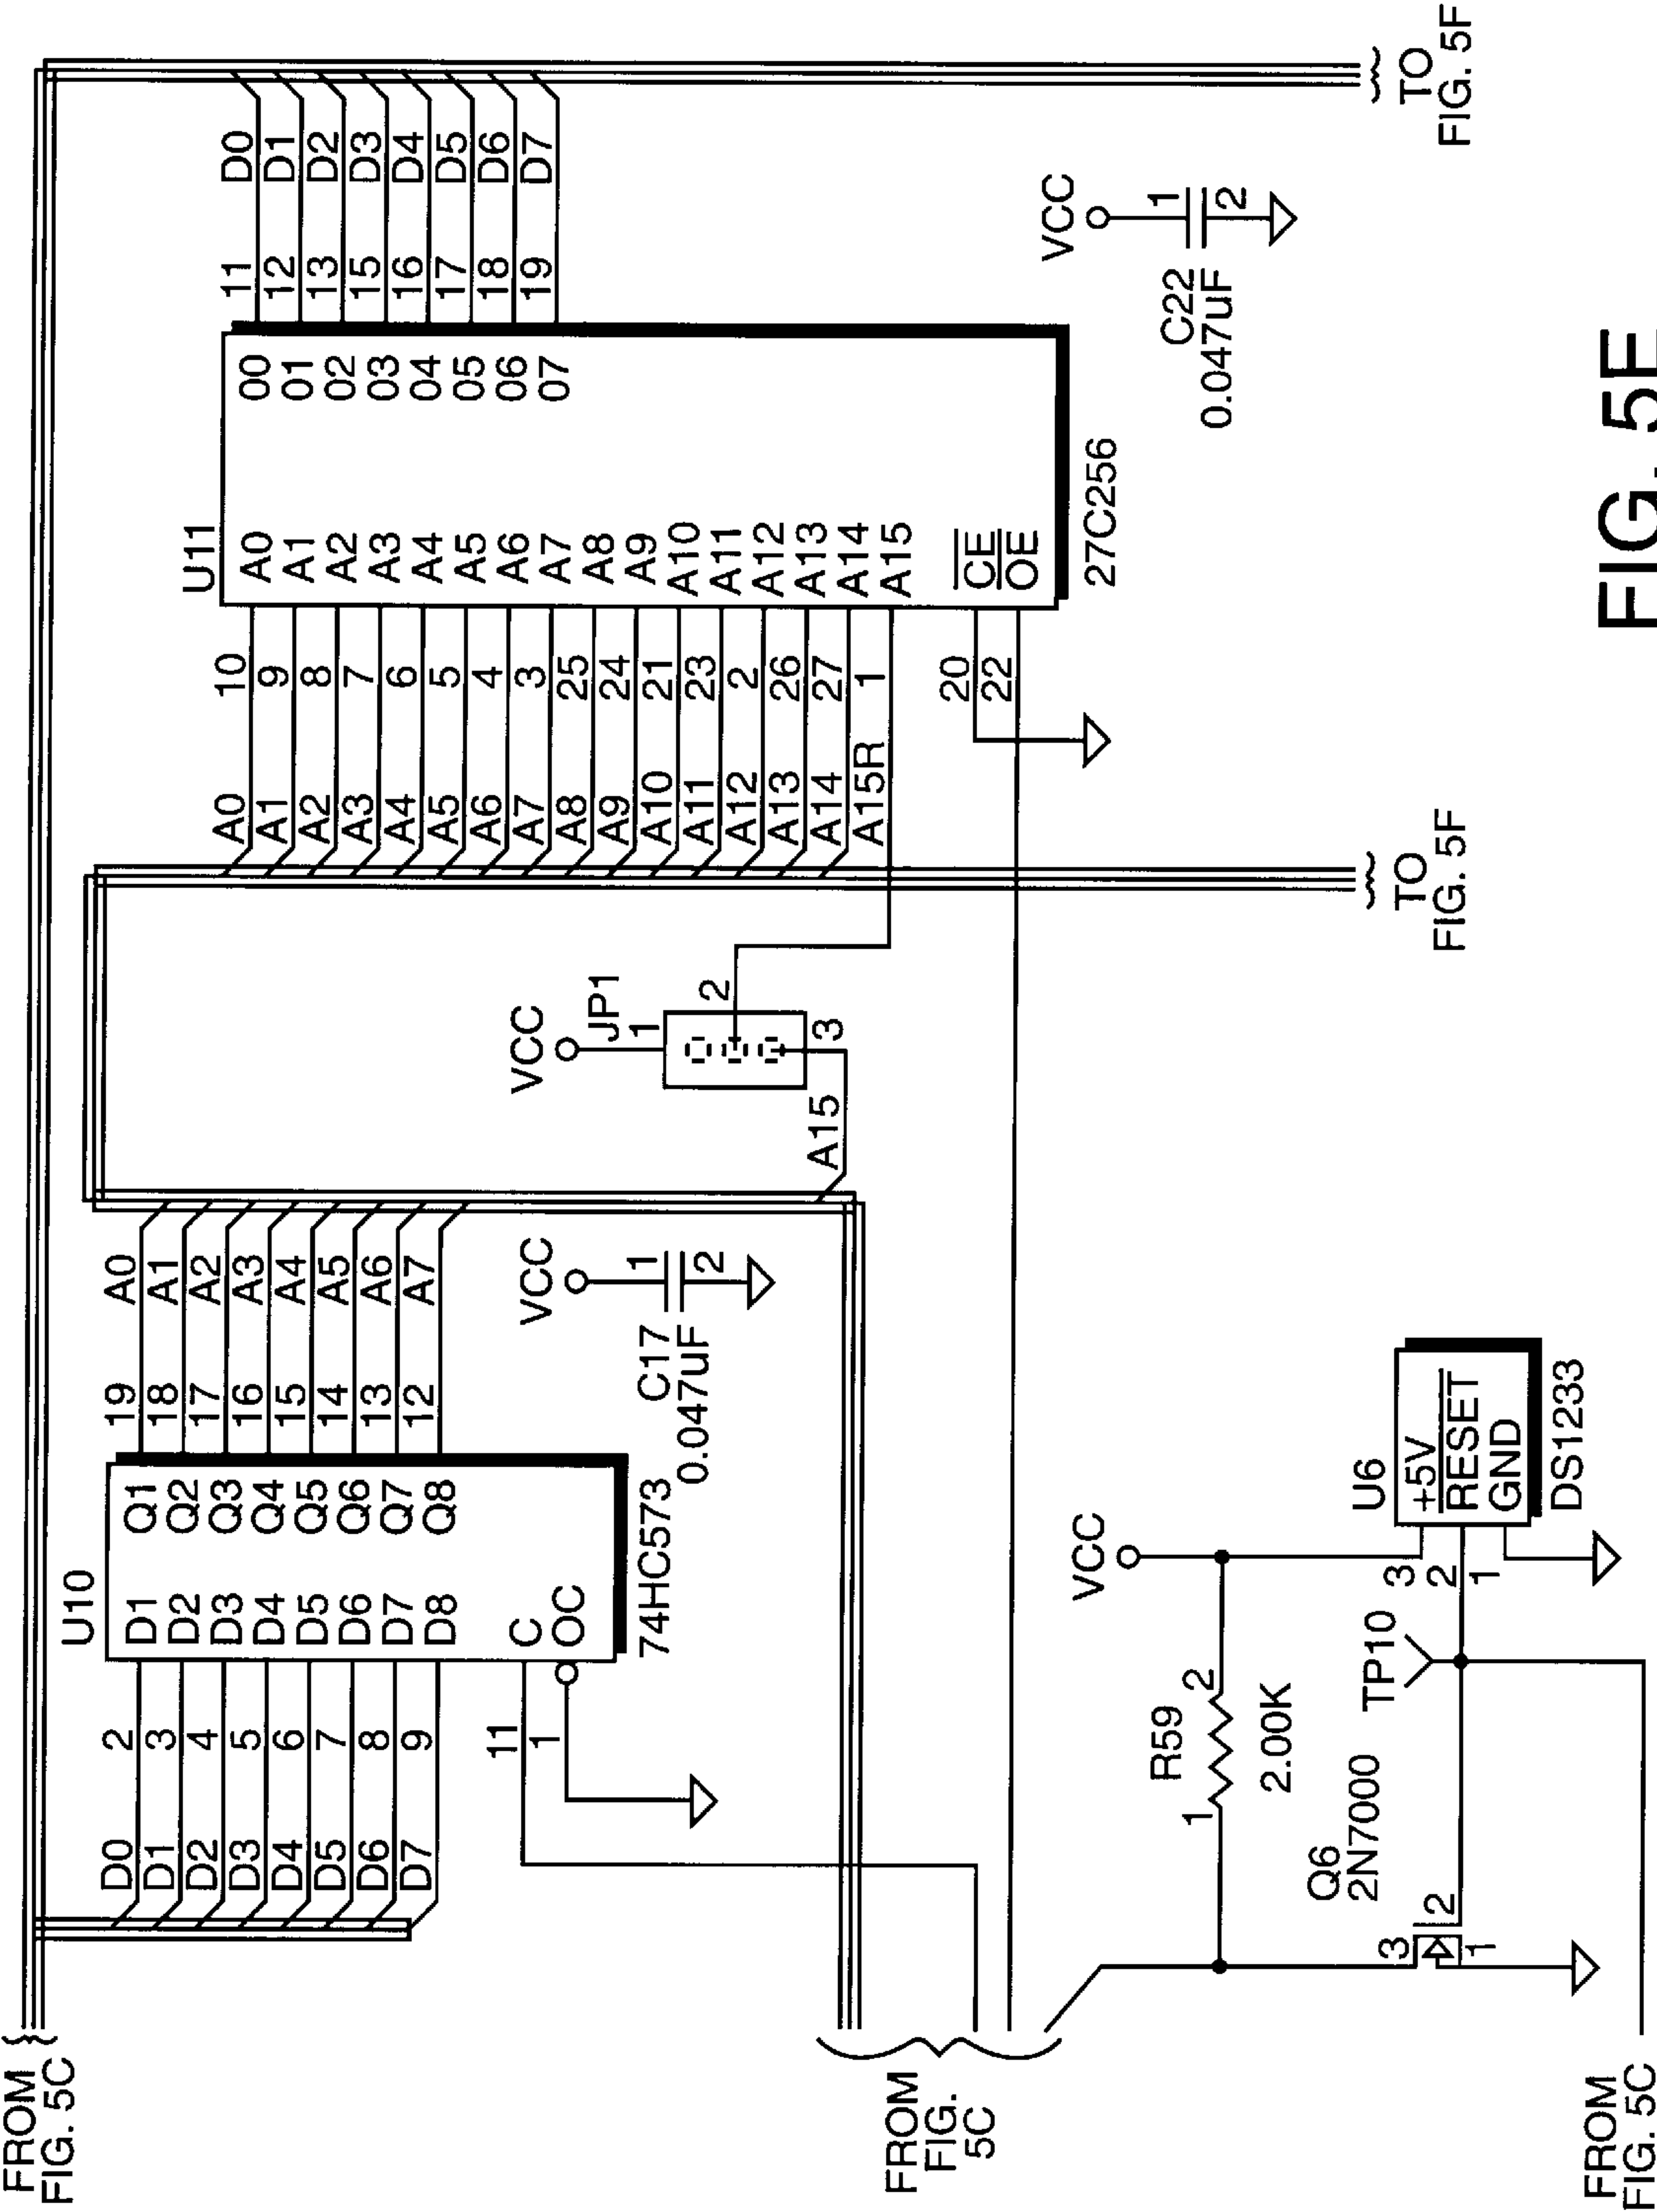 FROM
FIG. 5C
U10
D0 2 D1 Q1 19 A0
D1 3 D2 Q2 18 A1
D2 4 D3 Q3 17 A2
D3 5 D4 Q4 16 A3
D4 6 D5 Q5 15 A4
D5 7 D6 Q6 14 A5
D6 8 D7 Q7 13 A6
D7 9 D8 Q8 12 A7
11 C
1 OC
74HC573
VCC
1
C17
0.047uF
2
VCC
JP1
1
2
3
A15
U11
A0 10 A0 00 11 D0
A1 9 A1 01 12 D1
A2 8 A2 02 13 D2
A3 7 A3 03 15 D3
A4 6 A4 04 16 D4
A5 5 A5 05 17 D5
A6 4 A6 06 18 D6
A7 3 A7 07 19 D7
A8 25 A8
A9 24 A9
A10 21 A10
A11 23 A11
A12 2 A12
A13 26 A13
A14 27 A14
A15R 1 A15
20 CE
22 OE
27C256
VCC
1
C22
0.047uF
2
FROM
FIG.
5C
VCC
R59
1 2
2.00K
Q6
2N7000
3
2
1
TP10
U6
3 +5V
2 RESET
1 GND
DS1233
TO
FIG. 5F
TO
FIG. 5F
FROM
FIG. 5C
FIG. 5E